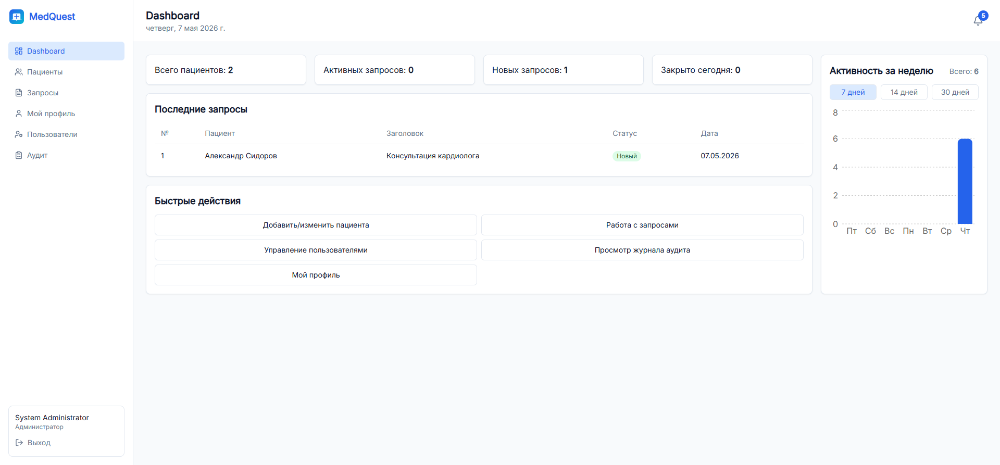 MedQuest
Dashboard
Пациенты
Запросы
Мой профиль
Пользователи
Аудит
System Administrator
Администратор
Выход
Dashboard
четверг, 7 мая 2026 г.
5
Всего пациентов: 2
Активных запросов: 0
Новых запросов: 1
Закрыто сегодня: 0
Последние запросы
№ Пациент Заголовок Статус Дата
1 Александр Сидоров Консультация кардиолога Новый 07.05.2026
Быстрые действия
Добавить/изменить пациента
Работа с запросами
Управление пользователями
Просмотр журнала аудита
Мой профиль
Активность за неделю Всего: 6
7 дней 14 дней 30 дней
8
6
4
2
0
Пт Сб Вс Пн Вт Ср Чт